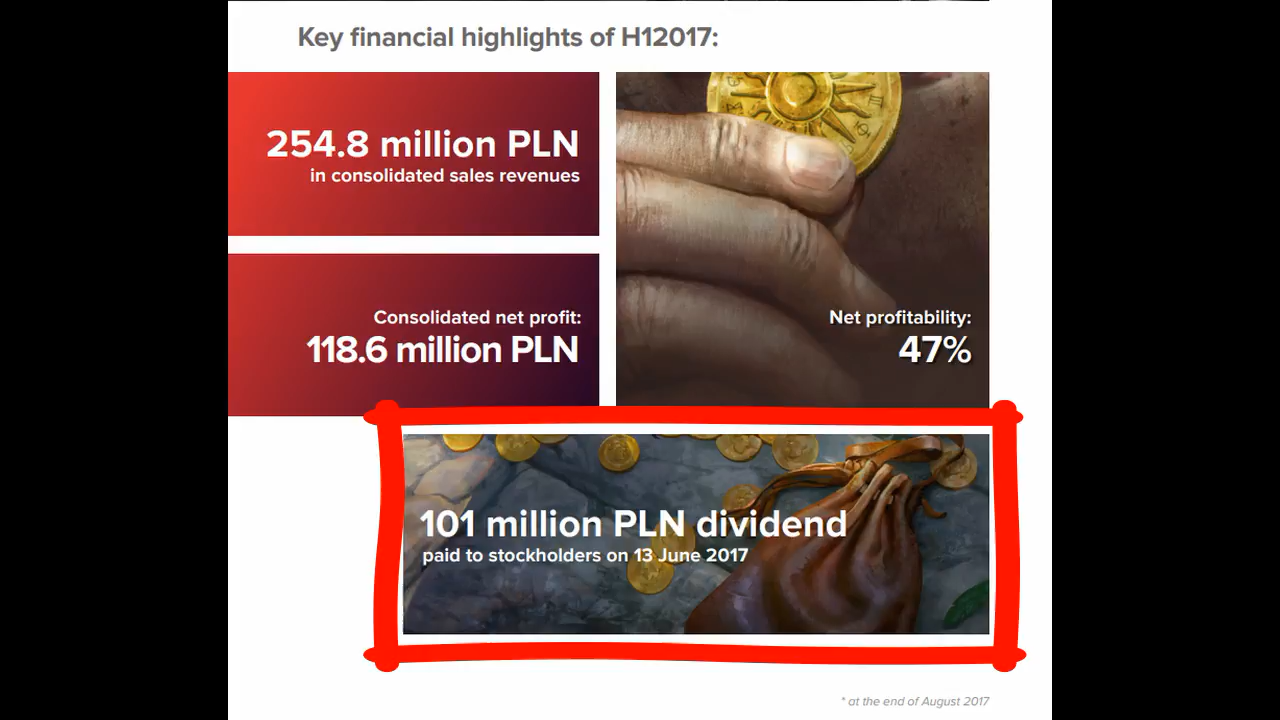 Key financial highlights of H12017:
254.8 million PLN
in consolidated sales revenues
Consolidated net profit:
118.6 million PLN
Net profitability:
47%
101 million PLN dividend
paid to stockholders on 13 June 2017
* at the end of August 2017